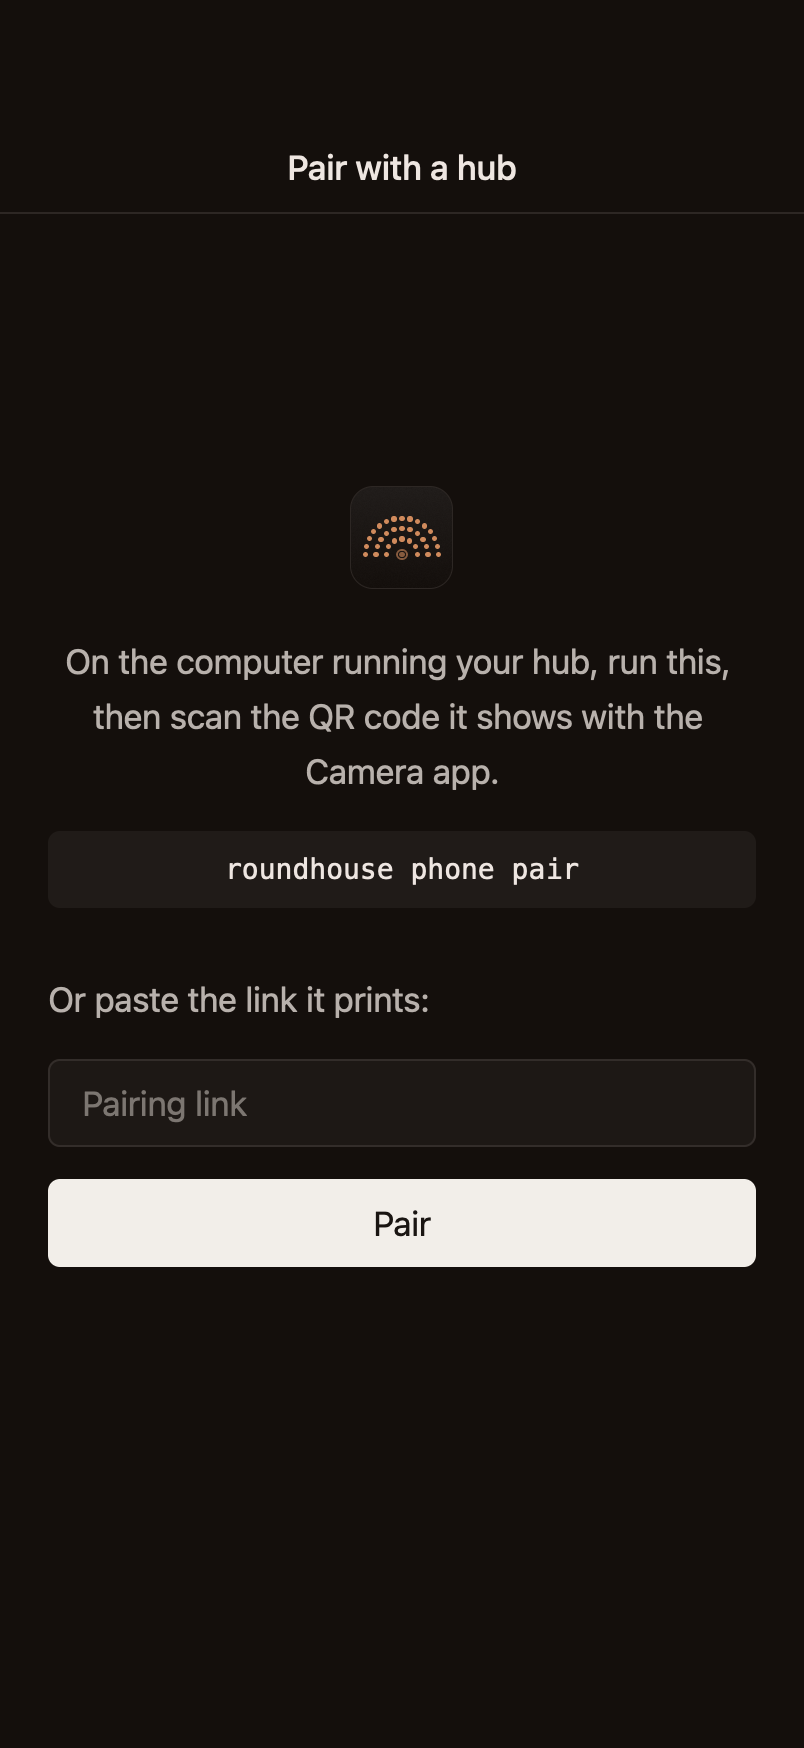 Pair with a hub
On the computer running your hub, run this,
then scan the QR code it shows with the
Camera app.
roundhouse phone pair
Or paste the link it prints:
Pairing link
Pair